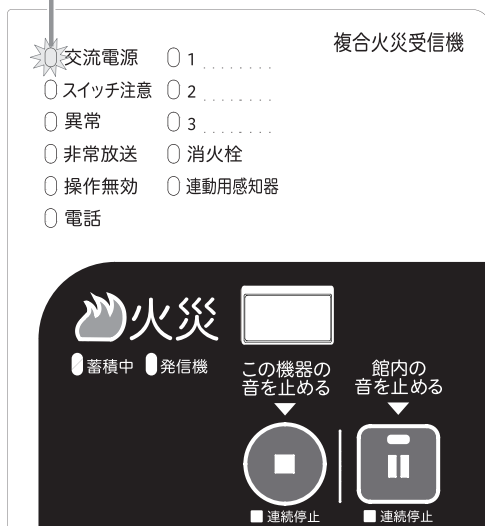 複合火災受信機
交流電源
スイッチ注意
異常
非常放送
操作無効
電話
1
2
3
消火栓
連動用感知器
火災
蓄積中 発信機
この機器の
音を止める
館内の
音を止める
連続停止
連続停止